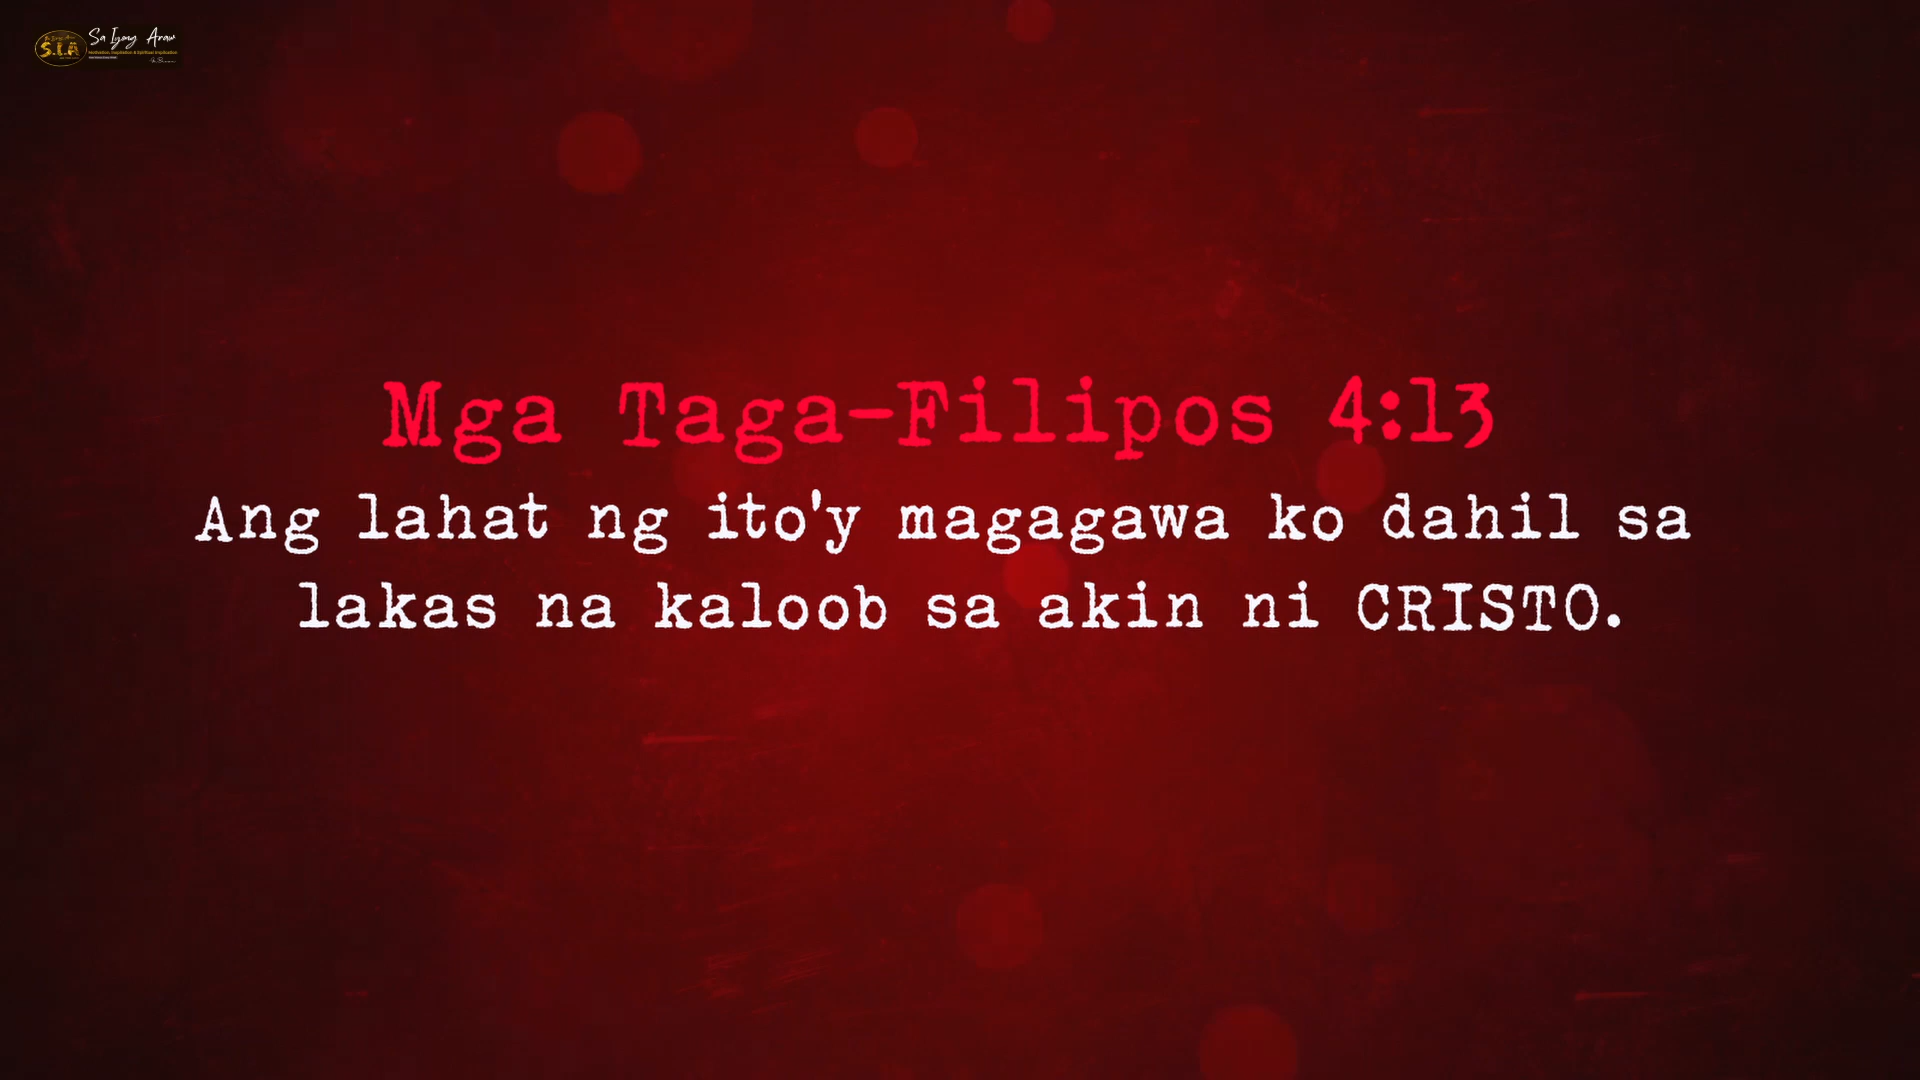 S.I.A
Sa Iyong Araw
Mga Taga-Filipos 4:13
Ang lahat ng ito'y magagawa ko dahil sa
lakas na kaloob sa akin ni CRISTO.